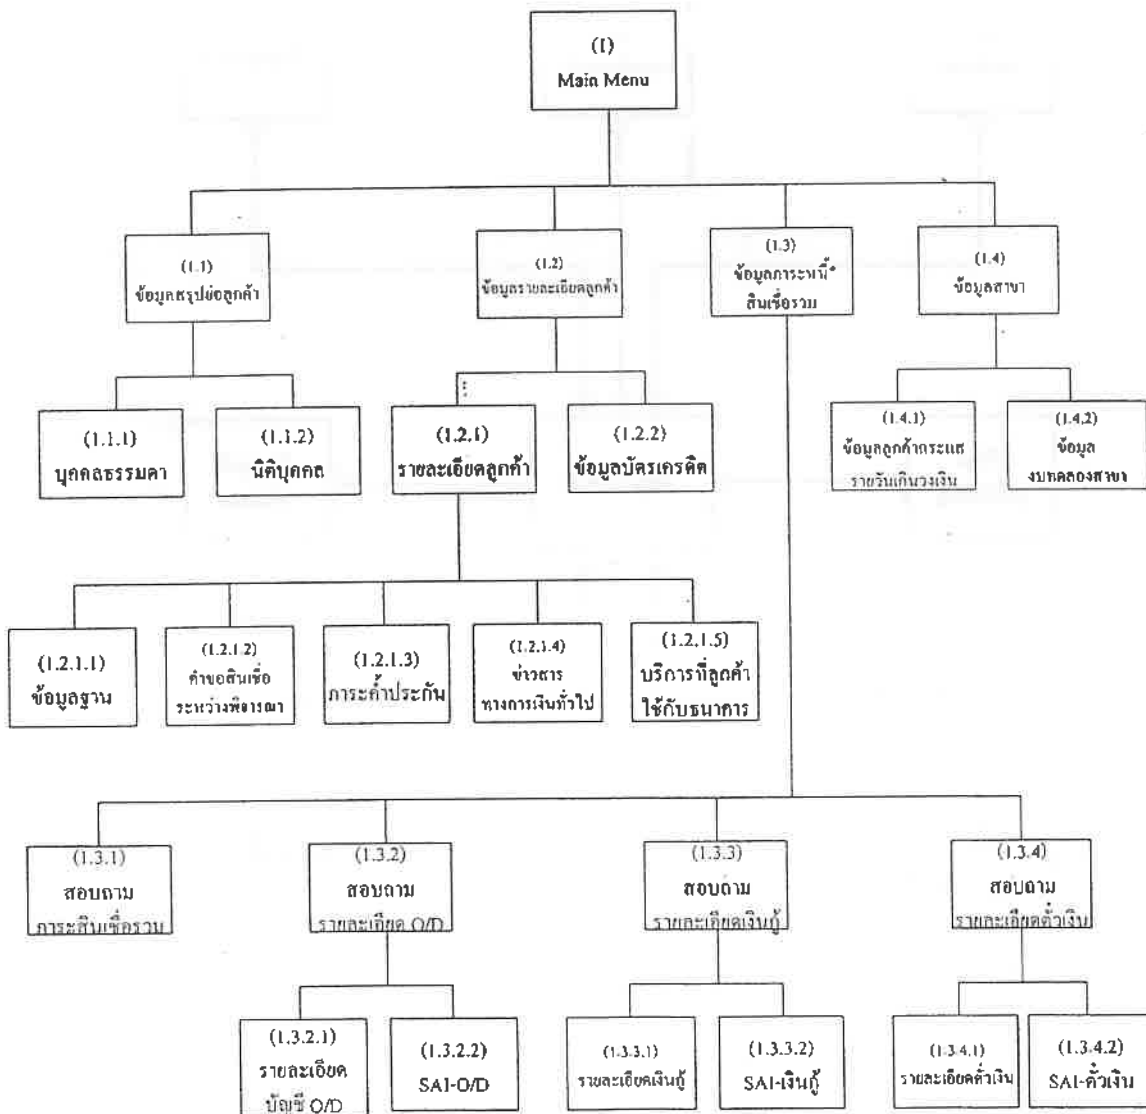 (1)
Main Menu
(1.1)
ข้อมูลสรุปย่อลูกค้า
(1.2)
ข้อมูลรายละเอียดลูกค้า
(1.3)
ข้อมูลภาระหนี้*
สินเชื่อรวม
(1.4)
ข้อมูลสาขา
(1.1.1)
บุคคลธรรมดา
(1.1.2)
นิติบุคคล
(1.2.1)
รายละเอียดลูกค้า
(1.2.2)
ข้อมูลบัตรเครดิต
(1.4.1)
ข้อมูลลูกค้ากระแส
รายวันเกินวงเงิน
(1.4.2)
ข้อมูล
งบทดลองสาขา
(1.2.1.1)
ข้อมูลฐาน
(1.2.1.2)
คำขอสินเชื่อ
ระหว่างพิจารณา
(1.2.1.3)
ภาระค้ำประกัน
(1.2.1.4)
ข่าวสาร
ทางการเงินทั่วไป
(1.2.1.5)
บริการที่ลูกค้า
ใช้กับธนาคาร
(1.3.1)
สอบถาม
ภาระสินเชื่อรวม
(1.3.2)
สอบถาม
รายละเอียด O/D
(1.3.3)
สอบถาม
รายละเอียดเงินกู้
(1.3.4)
สอบถาม
รายละเอียดตั๋วเงิน
(1.3.2.1)
รายละเอียด
บัญชี O/D
(1.3.2.2)
SAI-O/D
(1.3.3.1)
รายละเอียดเงินกู้
(1.3.3.2)
SAI-เงินกู้
(1.3.4.1)
รายละเอียดตั๋วเงิน
(1.3.4.2)
SAI-ตั๋วเงิน